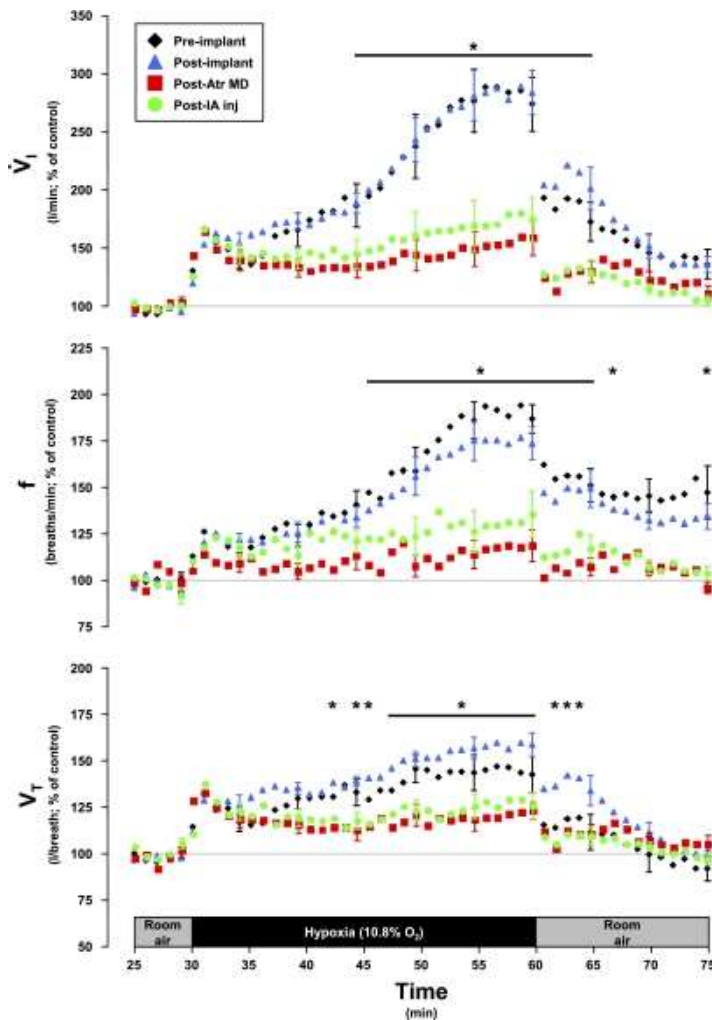 350
300
250
200
150
100
V̇I
(l/min; % of control)
Pre-implant
Post-implant
Post-Atr MD
Post-IA inj
*
225
200
175
150
125
100
75
f
(breaths/min; % of control)
* * *
200
175
150
125
100
75
50
VT
(l/breath; % of control)
* * * * * * *
Room
air
Hypoxia (10.8% O2)
Room
air
25 30 35 40 45 50 55 60 65 70 75
Time
(min)